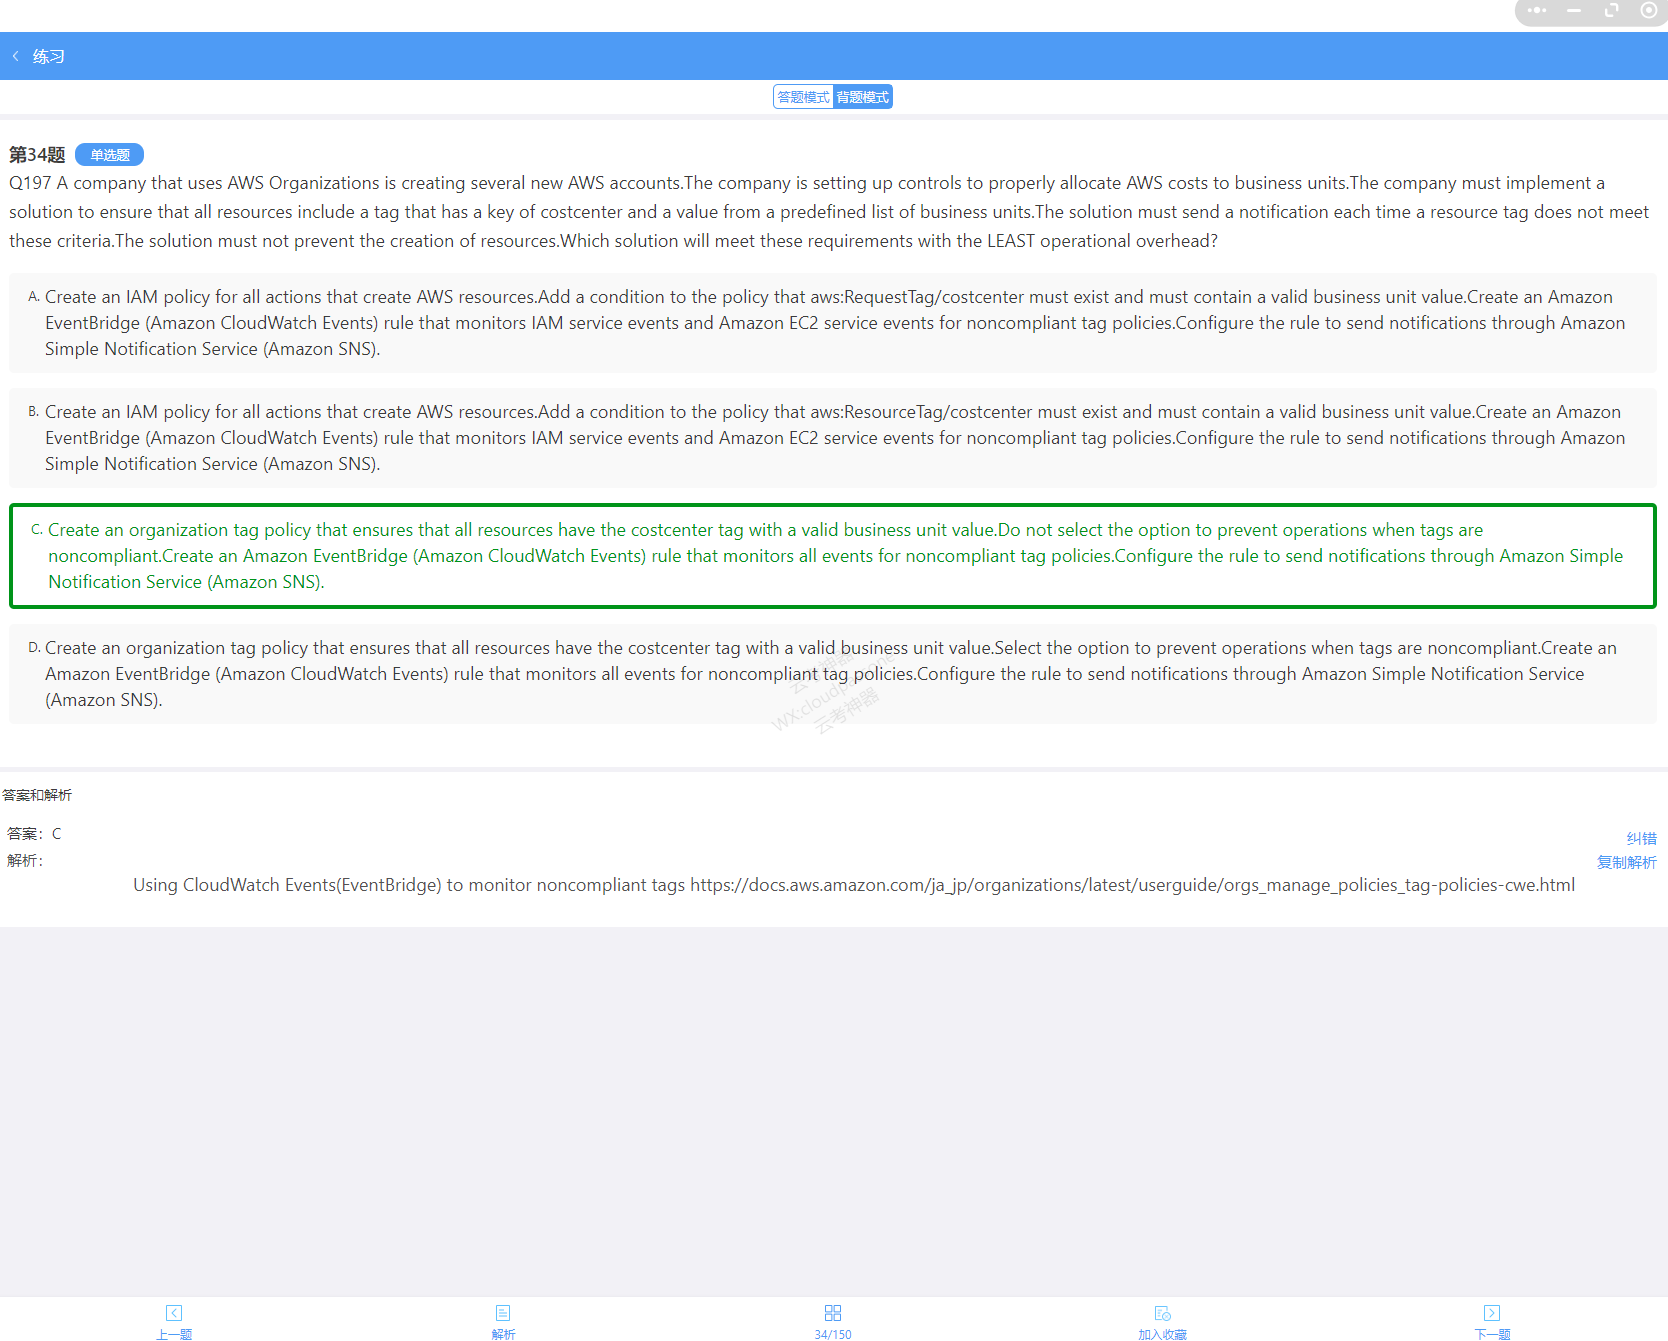 练习
答题模式 背题模式
第34题 单选题
Q197 A company that uses AWS Organizations is creating several new AWS accounts.The company is setting up controls to properly allocate AWS costs to business units.The company must implement a
solution to ensure that all resources include a tag that has a key of costcenter and a value from a predefined list of business units.The solution must send a notification each time a resource tag does not meet
these criteria.The solution must not prevent the creation of resources.Which solution will meet these requirements with the LEAST operational overhead?
A. Create an IAM policy for all actions that create AWS resources.Add a condition to the policy that aws:RequestTag/costcenter must exist and must contain a valid business unit value.Create an Amazon
EventBridge (Amazon CloudWatch Events) rule that monitors IAM service events and Amazon EC2 service events for noncompliant tag policies.Configure the rule to send notifications through Amazon
Simple Notification Service (Amazon SNS).
B. Create an IAM policy for all actions that create AWS resources.Add a condition to the policy that aws:ResourceTag/costcenter must exist and must contain a valid business unit value.Create an Amazon
EventBridge (Amazon CloudWatch Events) rule that monitors IAM service events and Amazon EC2 service events for noncompliant tag policies.Configure the rule to send notifications through Amazon
Simple Notification Service (Amazon SNS).
C. Create an organization tag policy that ensures that all resources have the costcenter tag with a valid business unit value.Do not select the option to prevent operations when tags are
noncompliant.Create an Amazon EventBridge (Amazon CloudWatch Events) rule that monitors all events for noncompliant tag policies.Configure the rule to send notifications through Amazon Simple
Notification Service (Amazon SNS).
D. Create an organization tag policy that ensures that all resources have the costcenter tag with a valid business unit value.Select the option to prevent operations when tags are noncompliant.Create an
Amazon EventBridge (Amazon CloudWatch Events) rule that monitors all events for noncompliant tag policies.Configure the rule to send notifications through Amazon Simple Notification Service
(Amazon SNS).
云考神器
答案和解析
答案：C
纠错
解析：
复制解析
Using CloudWatch Events(EventBridge) to monitor noncompliant tags https://docs.aws.amazon.com/ja_jp/organizations/latest/userguide/orgs_manage_policies_tag-policies-cwe.html
上一题 解析 34/150 加入收藏 下一题